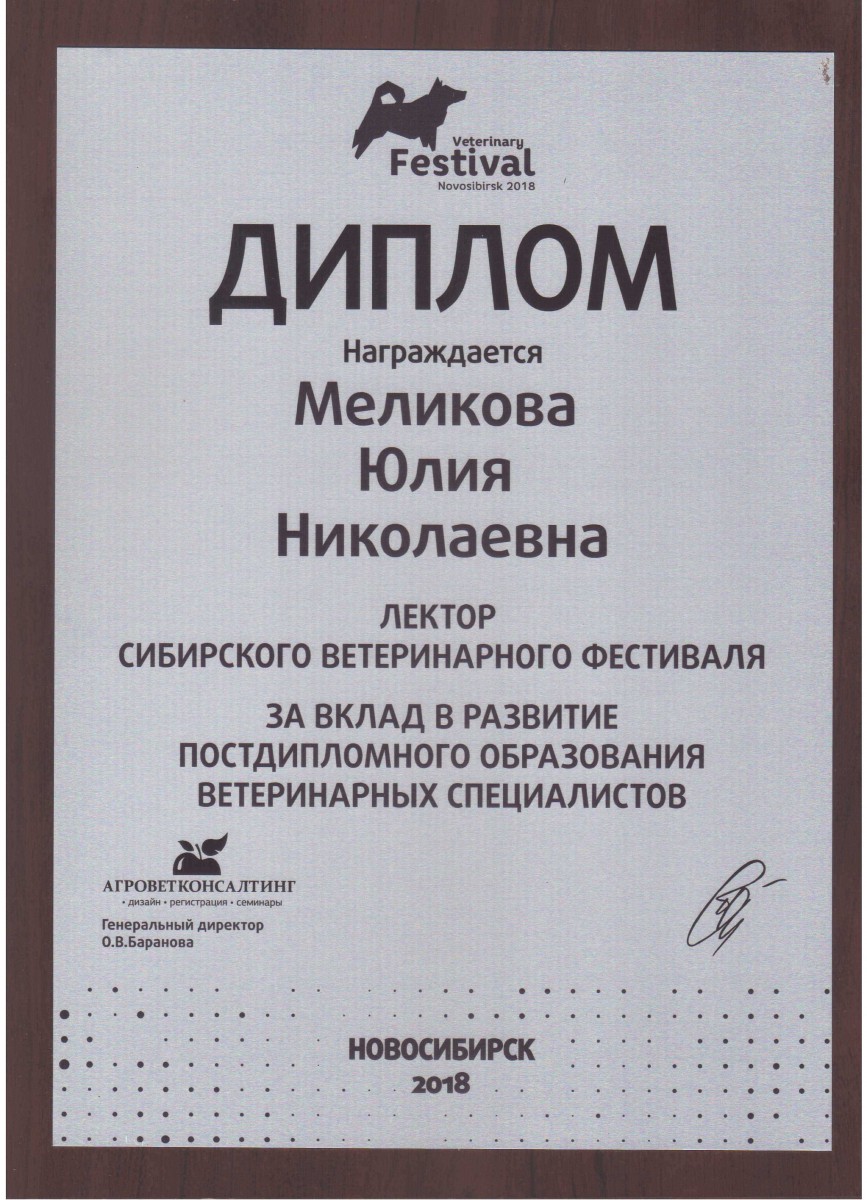 Veterinary
Festival
Novosibirsk 2018
ДИПЛОМ
Награждается
Меликова
Юлия
Николаевна
ЛЕКТОР
СИБИРСКОГО ВЕТЕРИНАРНОГО ФЕСТИВАЛЯ
ЗА ВКЛАД В РАЗВИТИЕ
ПОСТДИПЛОМНОГО ОБРАЗОВАНИЯ
ВЕТЕРИНАРНЫХ СПЕЦИАЛИСТОВ
АГРОВЕТКОНСАЛТИНГ
• дизайн • регистрация • семинары
Генеральный директор
О.В.Баранова
НОВОСИБИРСК
2018